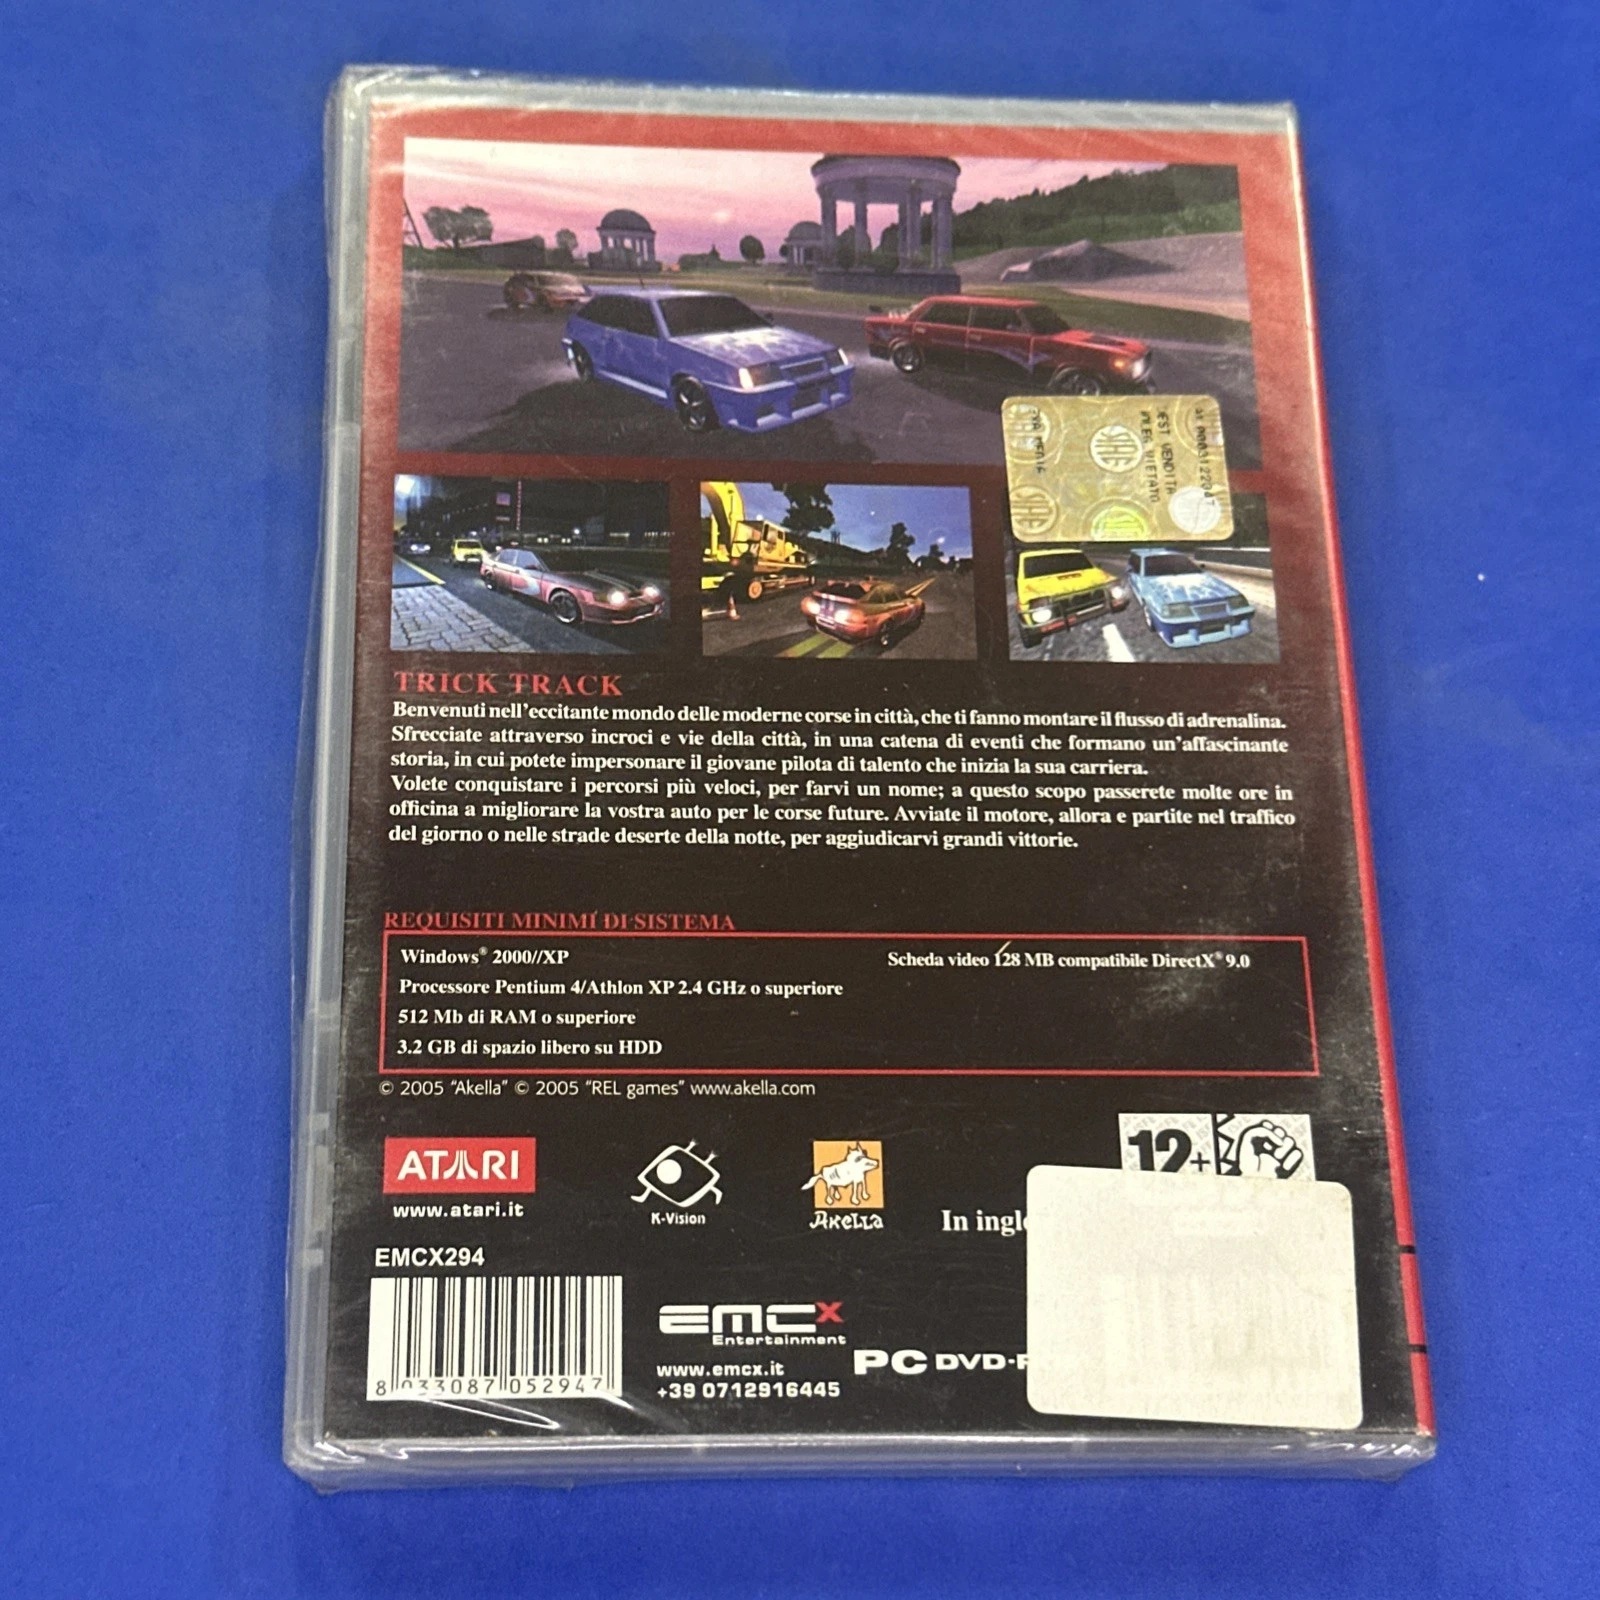 SIAE
VENDITA
VIETATO
TRICK TRACK
Benvenuti nell'eccitante mondo delle moderne corse in città, che ti fanno montare il flusso di adrenalina.
Sfrecciate attraverso incroci e vie della città, in una catena di eventi che formano un'affascinante
storia, in cui potete impersonare il giovane pilota di talento che inizia la sua carriera.
Volete conquistare i percorsi più veloci, per farvi un nome; a questo scopo passerete molte ore in
officina a migliorare la vostra auto per le corse future. Avviate il motore, allora e partite nel traffico
del giorno o nelle strade deserte della notte, per aggiudicarvi grandi vittorie.
REQUISITI MINIMI DI SISTEMA
Windows® 2000//XP
Scheda video 128 MB compatibile DirectX® 9.0
Processore Pentium 4/Athlon XP 2.4 GHz o superiore
512 Mb di RAM o superiore
3.2 GB di spazio libero su HDD
© 2005 "Akella" © 2005 "REL games" www.akella.com
ATARI
www.atari.it
K-Vision
Akella
12+
In ingl
EMCX294
8 033087 052947
EMCX
Entertainment
www.emcx.it
+39 0712916445
PC DVD-R